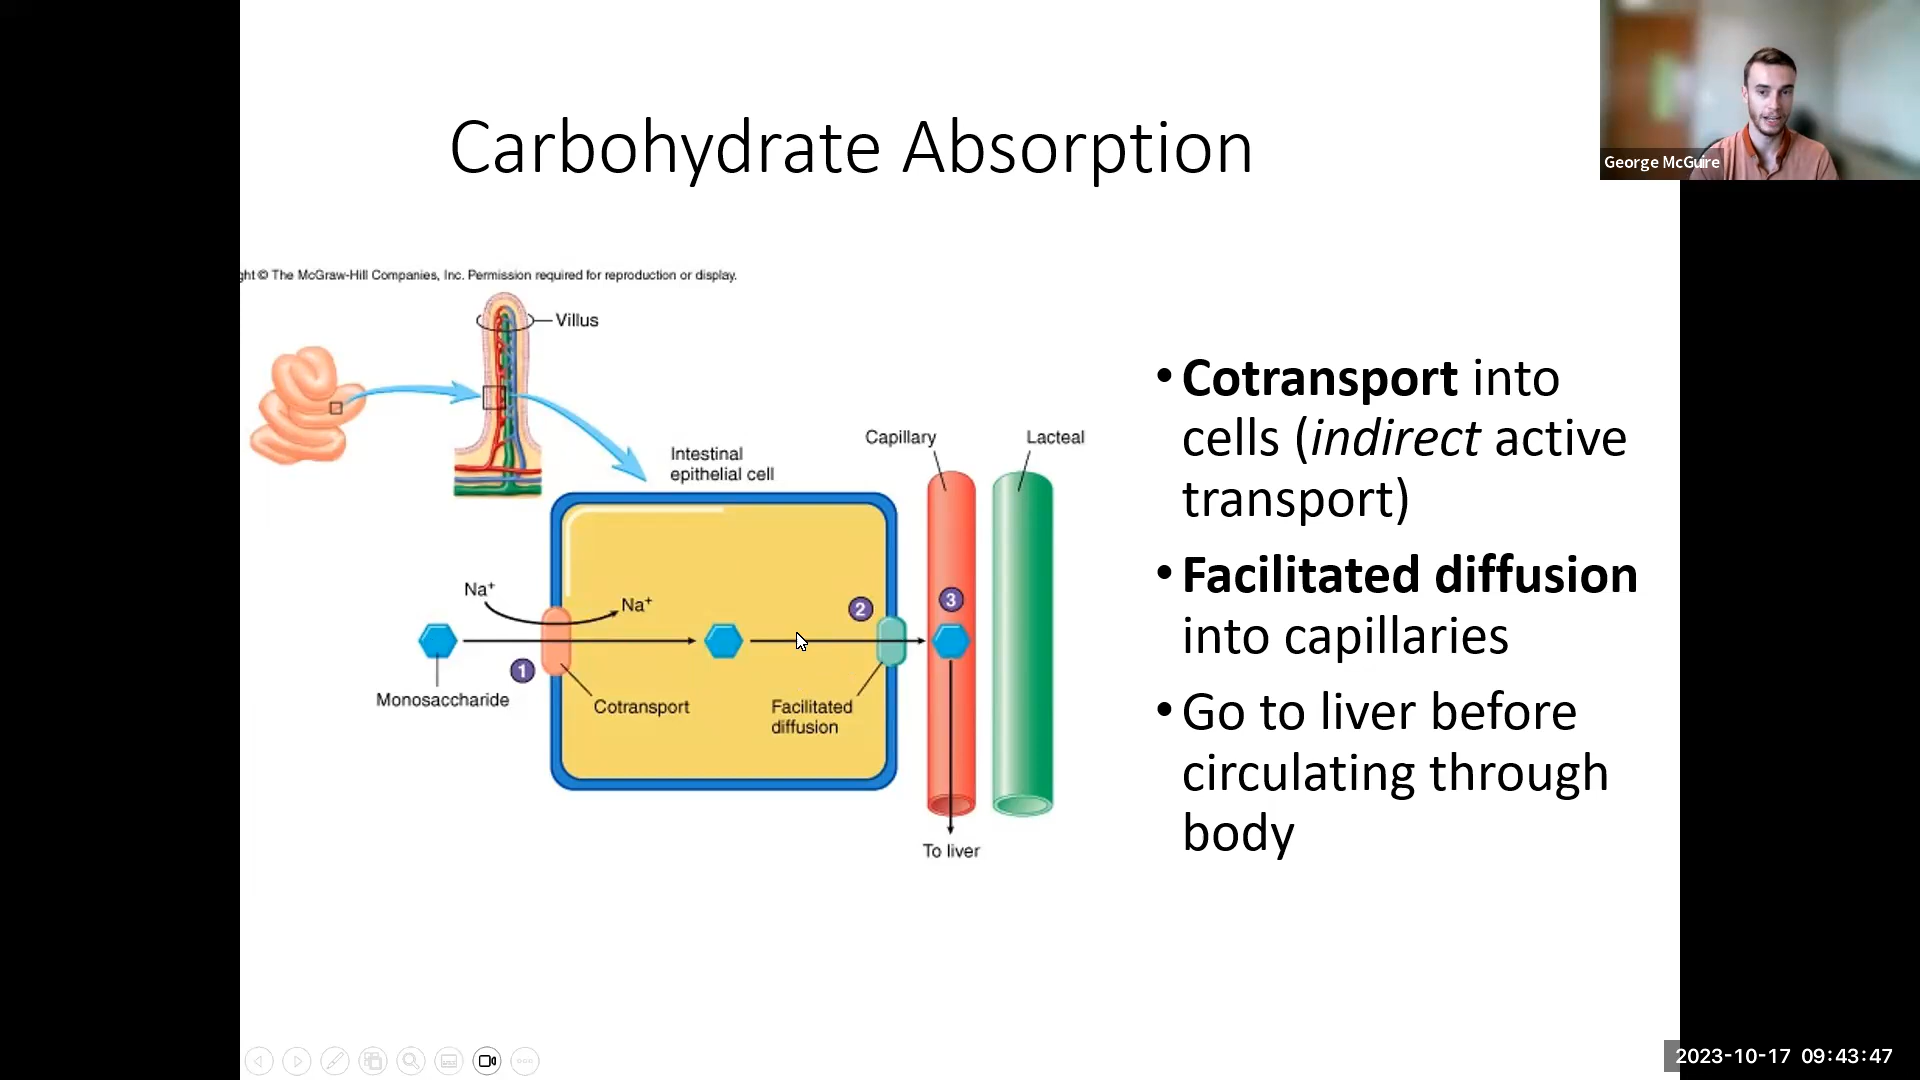 Carbohydrate Absorption
George McGuire
ght © The McGraw-Hill Companies, Inc. Permission required for reproduction or display.
Villus
Intestinal
epithelial cell
Capillary
Lacteal
Na⁺
Na⁺
1
2
3
Monosaccharide
Cotransport
Facilitated
diffusion
To liver
• Cotransport into
cells (indirect active
transport)
• Facilitated diffusion
into capillaries
• Go to liver before
circulating through
body
2023-10-17 09:43:47